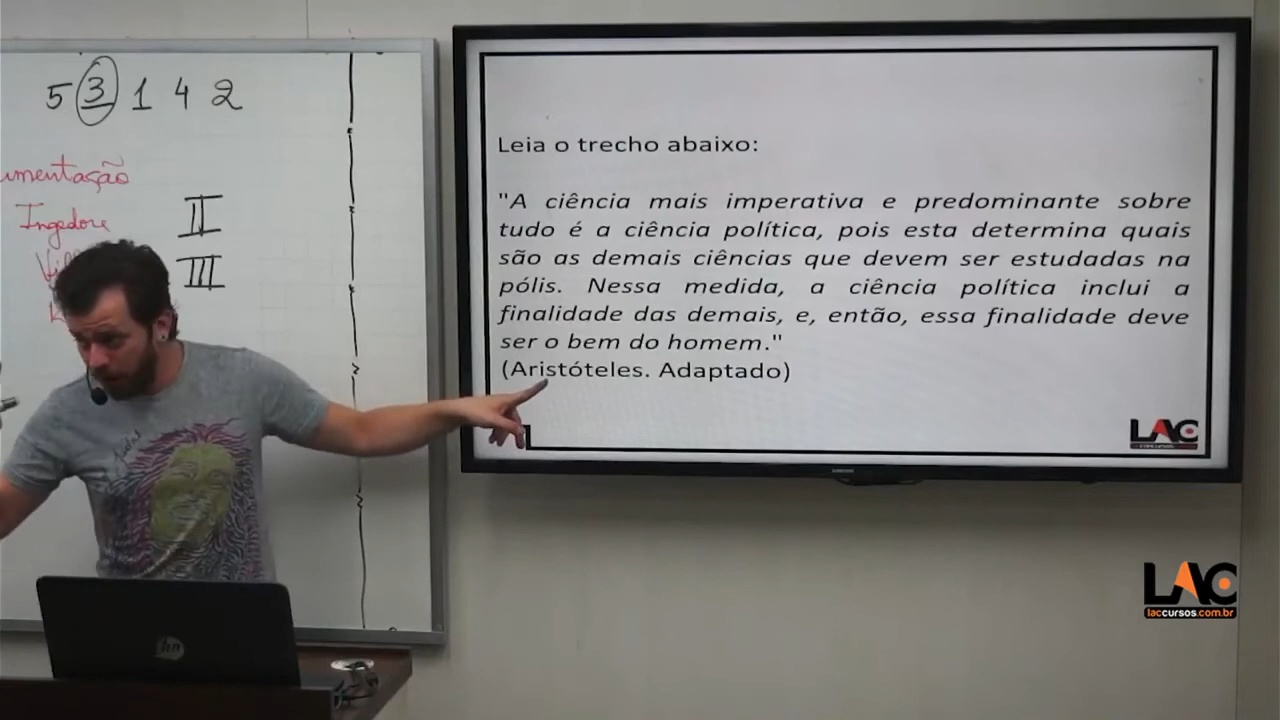 5 3 1 4 2
umentação
Ingedore
II
III
Leia o trecho abaixo:
"A ciência mais imperativa e predominante sobre
tudo é a ciência política, pois esta determina quais
são as demais ciências que devem ser estudadas na
pólis. Nessa medida, a ciência política inclui a
finalidade das demais, e, então, essa finalidade deve
ser o bem do homem."
(Aristóteles. Adaptado)
LAC
LAC
laccursos.com.br
hp